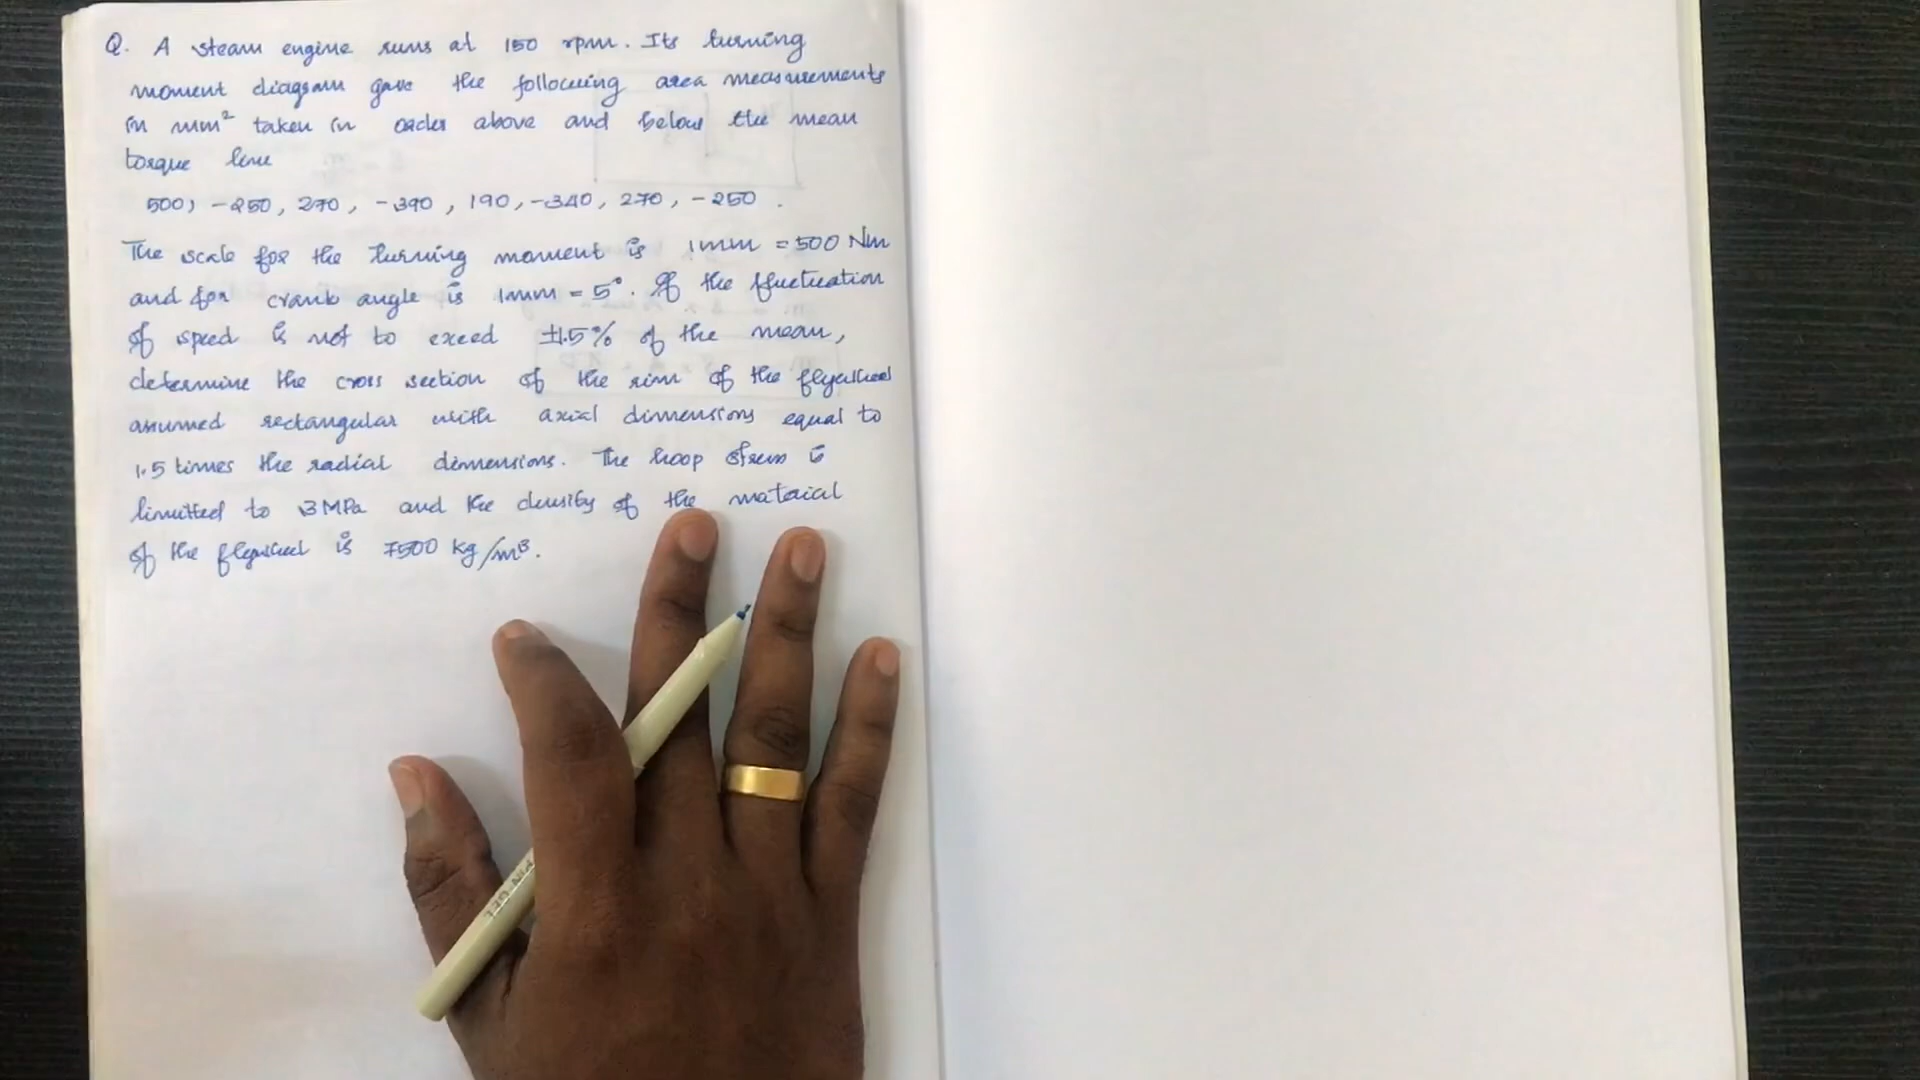 Q. A steam engine runs at 150 rpm. Its turning
moment diagram gave the following area measurements
in mm² taken in order above and below the mean
torque line
500, -250, 270, -390, 190, -340, 270, -250.
The scale for the turning moment is 1mm = 500 Nm
and for crank angle is 1mm = 5°. If the fluctuation
of speed is not to exceed ±1.5% of the mean,
determine the cross section of the rim of the flywheel
assumed rectangular with axial dimensions equal to
1.5 times the radial dimensions. The hoop stress is
limitted to 3MPa and the density of the material
of the flywheel is 7500 kg/m³.